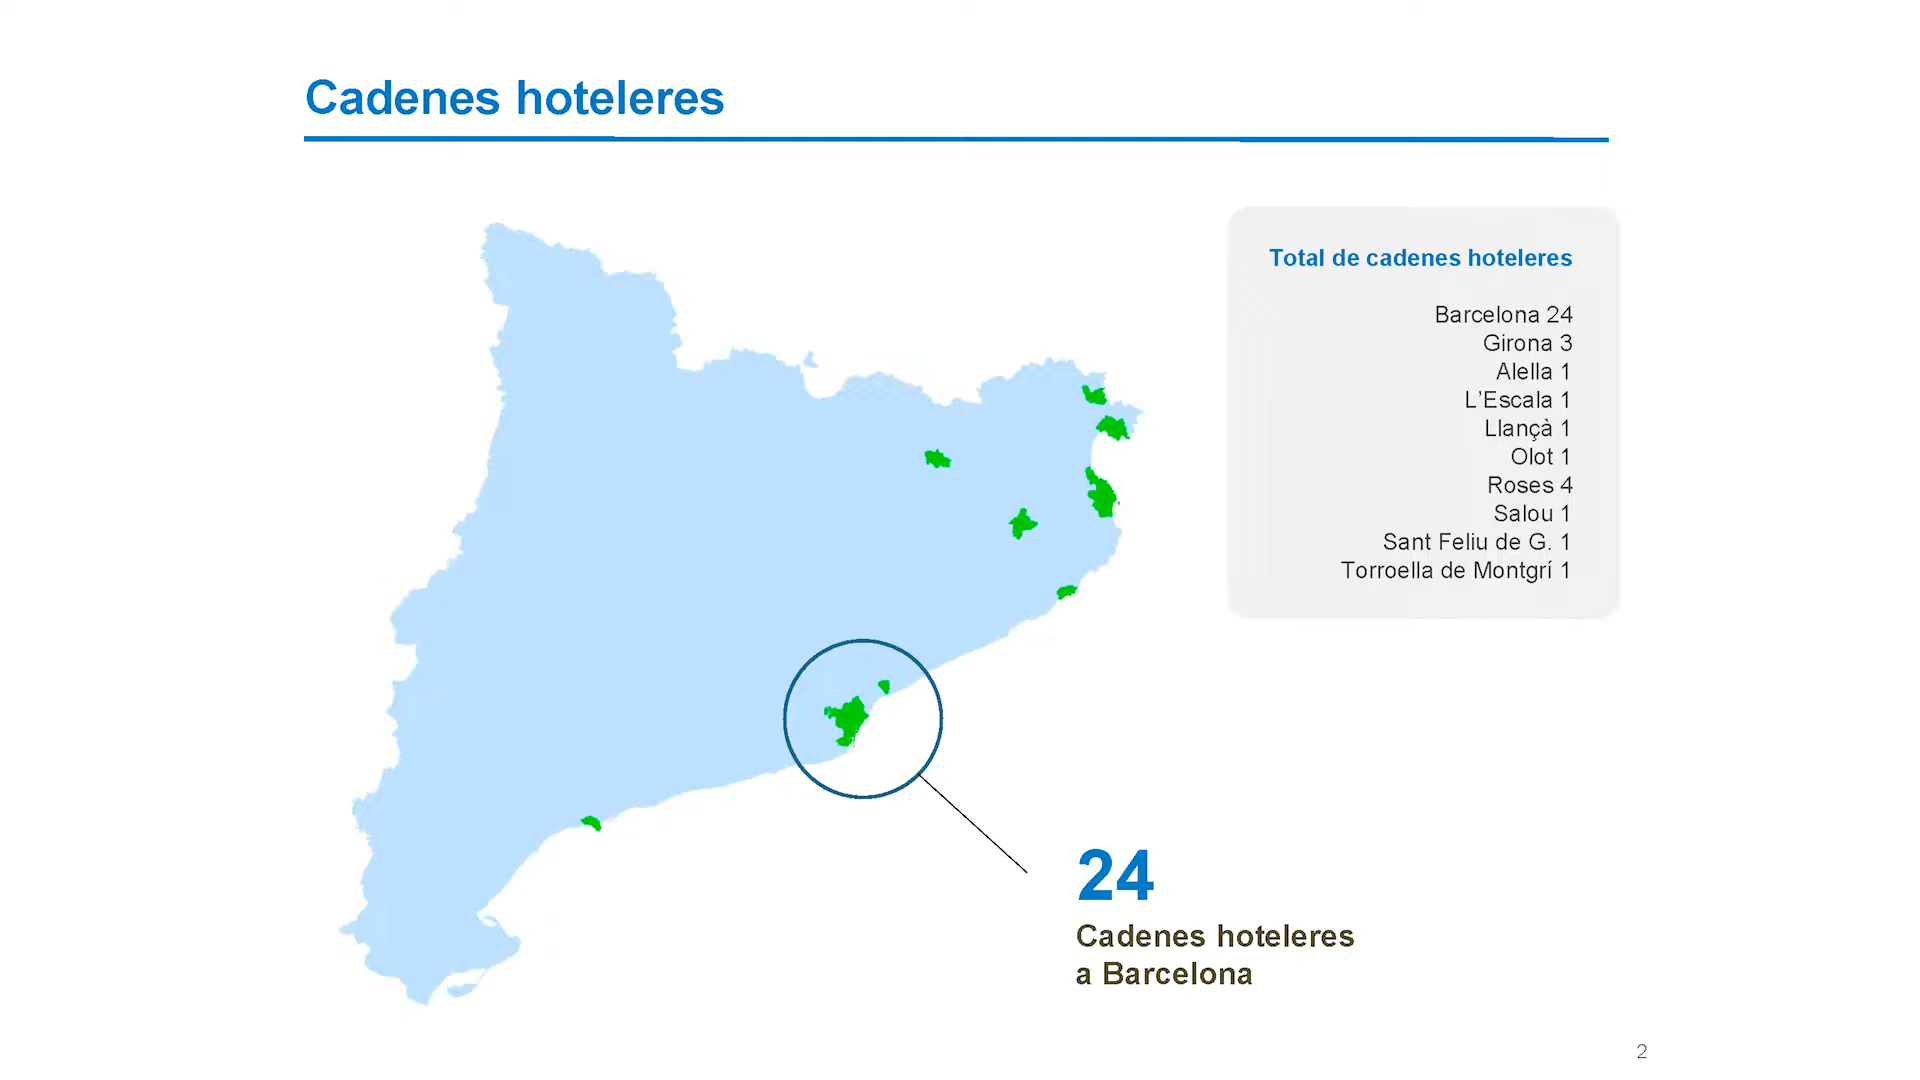 Cadenes hoteleres
Total de cadenes hoteleres
Barcelona 24
Girona 3
Alella 1
L’Escala 1
Llançà 1
Olot 1
Roses 4
Salou 1
Sant Feliu de G. 1
Torroella de Montgrí 1
24
Cadenes hoteleres
a Barcelona
2